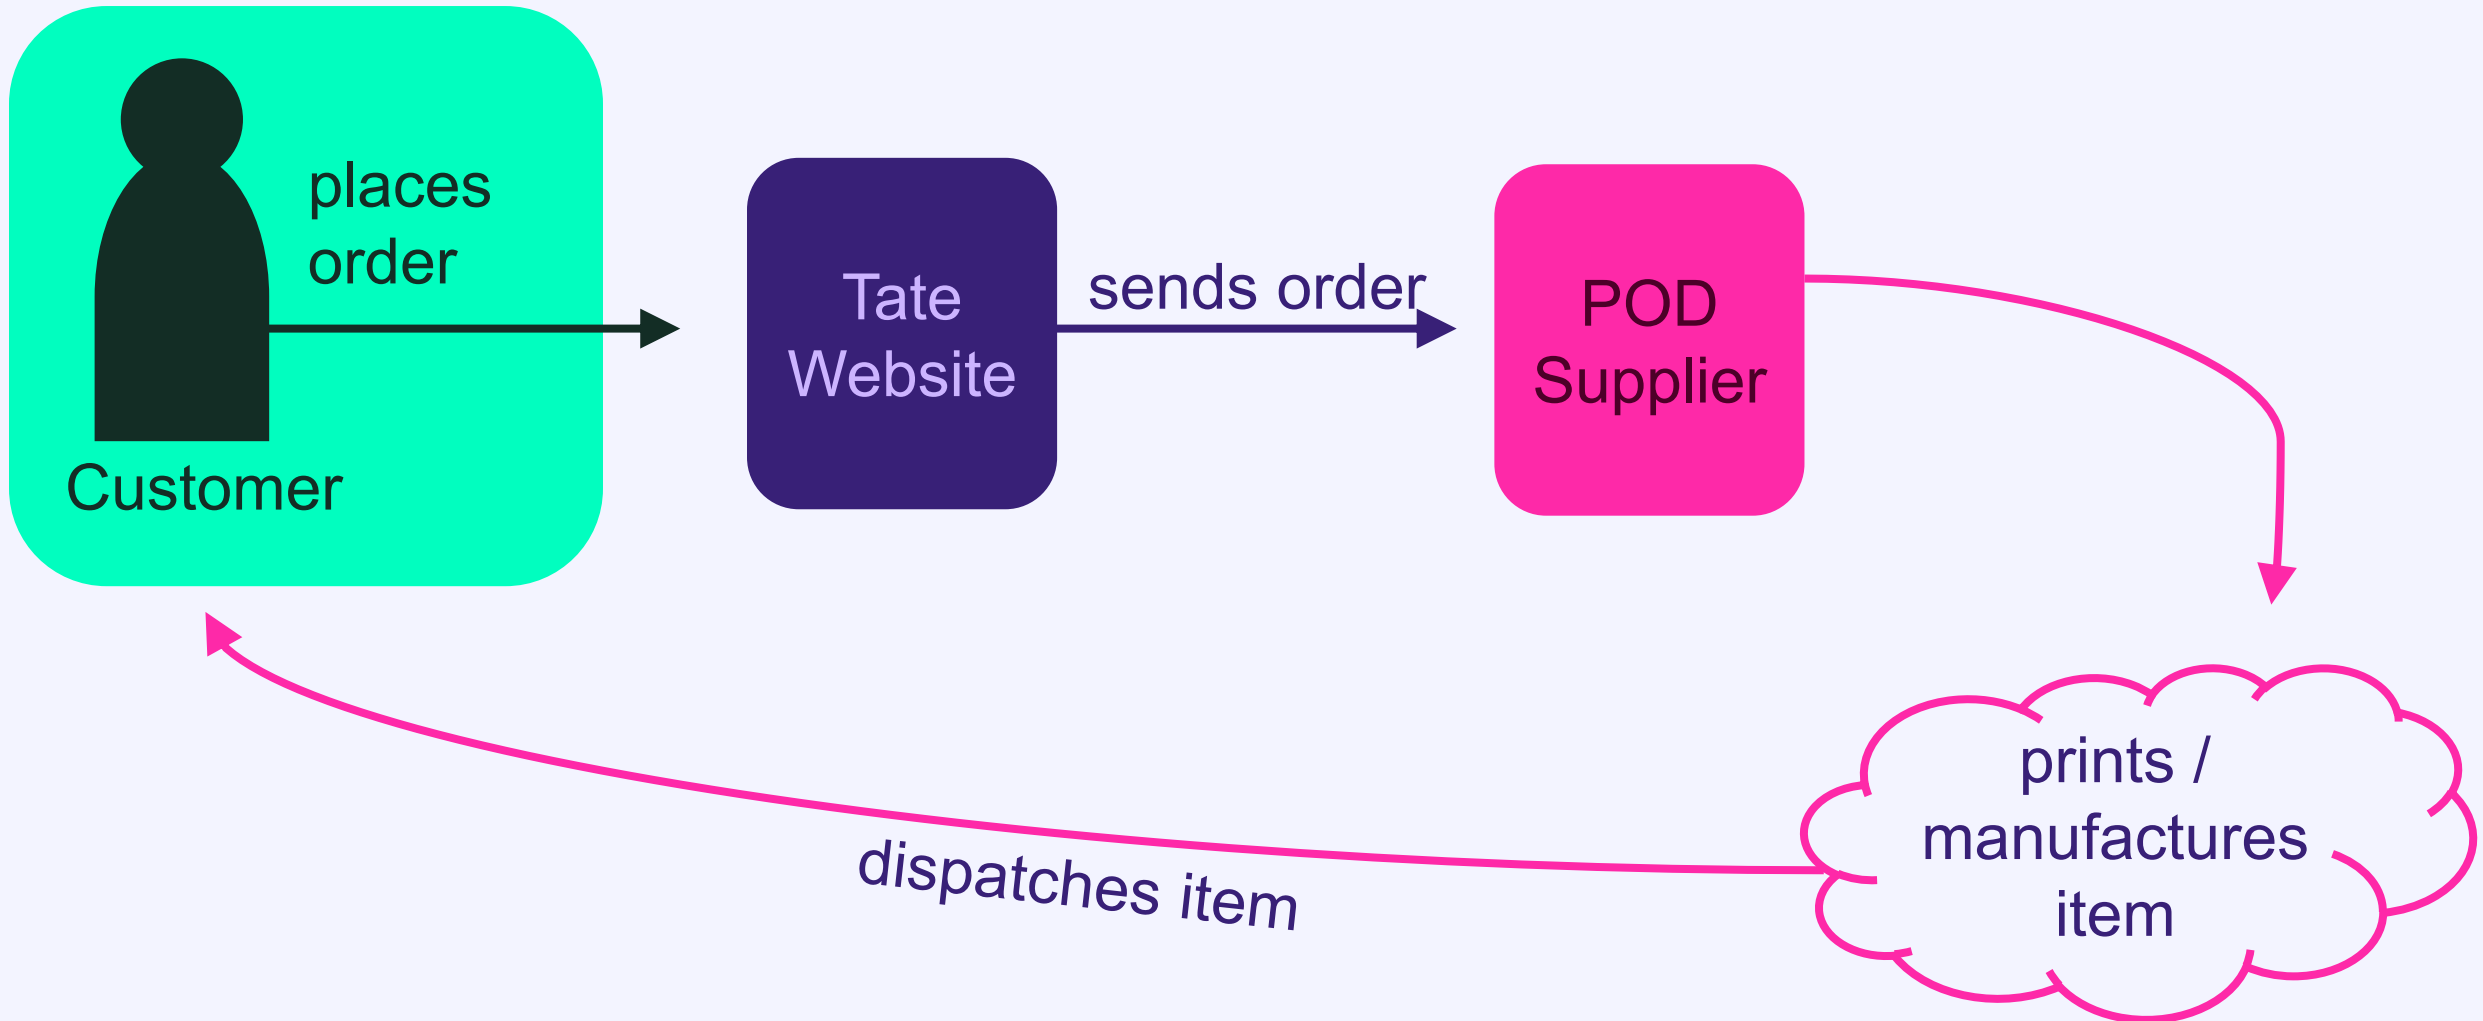 places
order
Customer
Tate
Website
sends order
POD
Supplier
prints /
manufactures
item
dispatches item